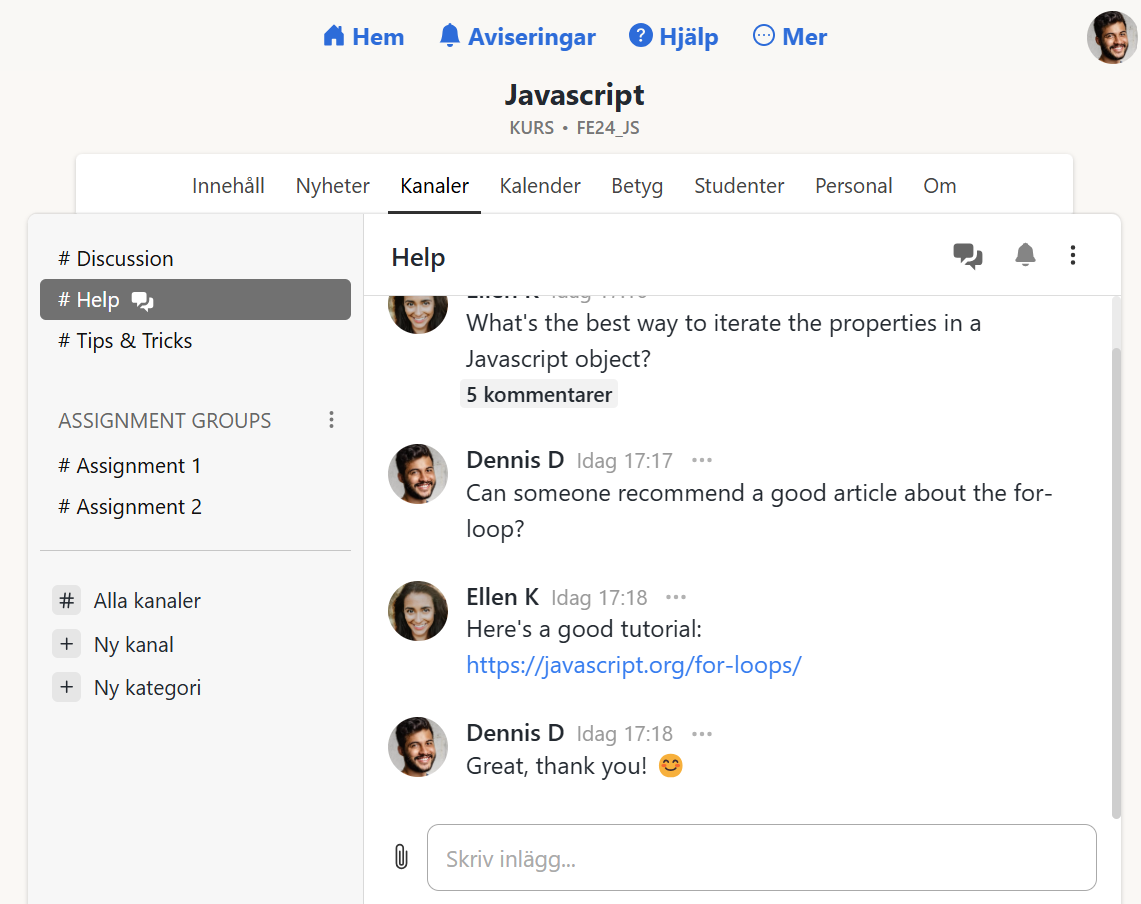 Hem Aviseringar Hjälp Mer
Javascript
KURS • FE24_JS
Innehåll Nyheter Kanaler Kalender Betyg Studenter Personal Om
# Discussion
# Help
# Tips & Tricks
ASSIGNMENT GROUPS
# Assignment 1
# Assignment 2
# Alla kanaler
+ Ny kanal
+ Ny kategori
Help
Ellen K Idag
What's the best way to iterate the properties in a
Javascript object?
5 kommentarer
Dennis D Idag 17:17
Can someone recommend a good article about the for-
loop?
Ellen K Idag 17:18
Here's a good tutorial:
https://javascript.org/for-loops/
Dennis D Idag 17:18
Great, thank you! 😊
Skriv inlägg...